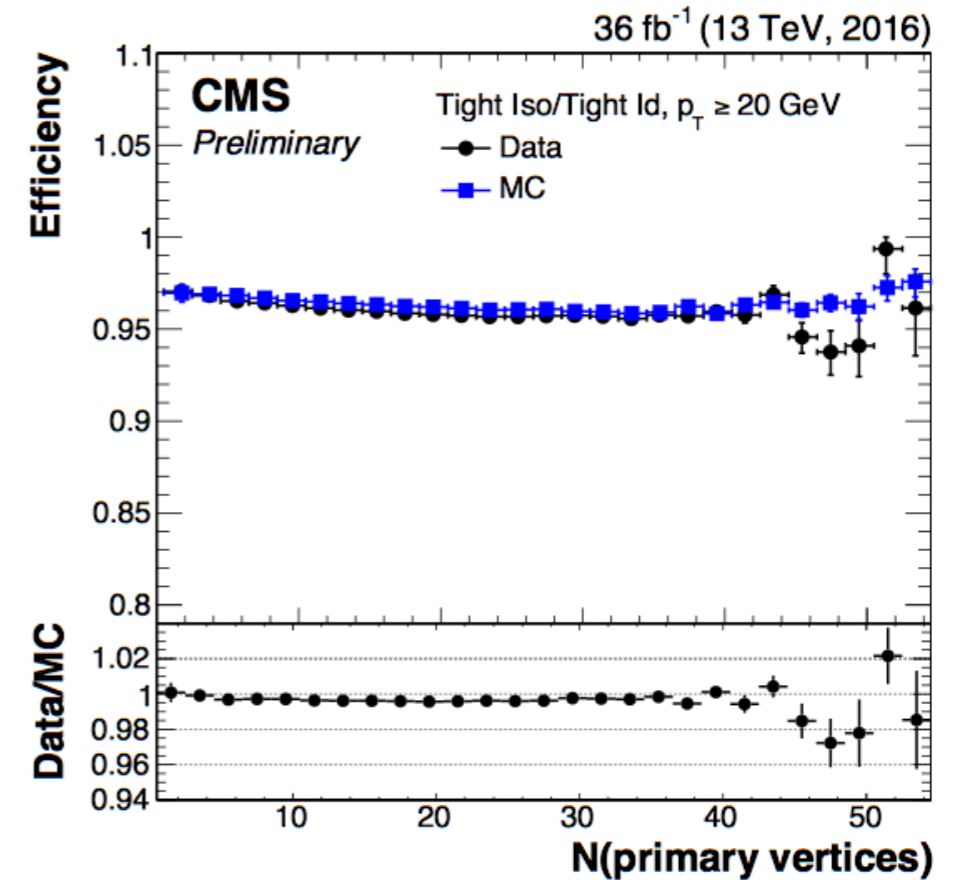 36 fb⁻¹ (13 TeV, 2016)
CMS
Preliminary
Tight Iso/Tight Id, p_T ≥ 20 GeV
Data
MC
Efficiency
1.1
1.05
1
0.95
0.9
0.85
0.8
Data/MC
1.02
1
0.98
0.96
0.94
10 20 30 40 50
N(primary vertices)